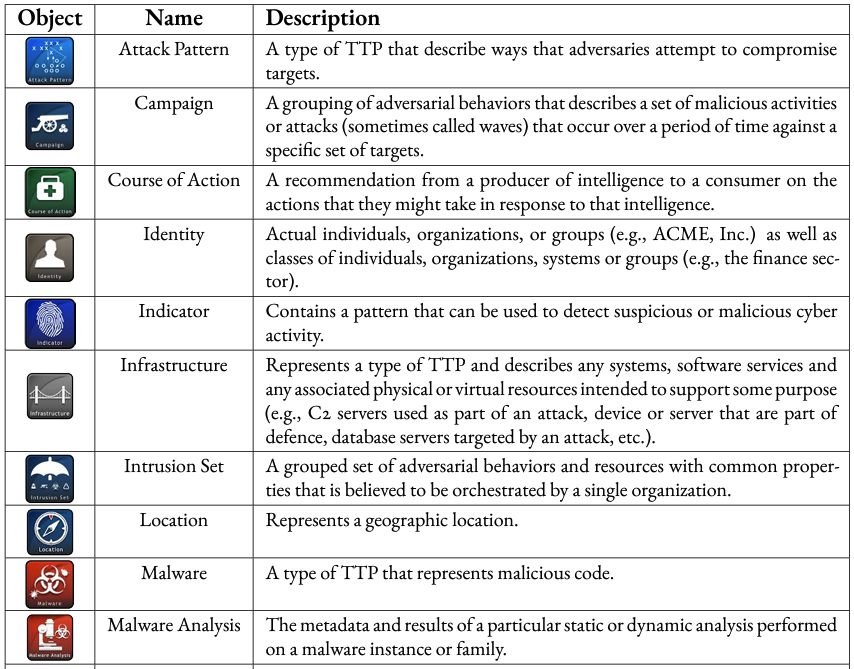 Object Name Description
Attack Pattern
Attack Pattern
A type of TTP that describe ways that adversaries attempt to compromise
targets.
Campaign
Campaign
A grouping of adversarial behaviors that describes a set of malicious activities
or attacks (sometimes called waves) that occur over a period of time against a
specific set of targets.
Course of Action
Course of Action
A recommendation from a producer of intelligence to a consumer on the
actions that they might take in response to that intelligence.
Identity
Identity
Actual individuals, organizations, or groups (e.g., ACME, Inc.) as well as
classes of individuals, organizations, systems or groups (e.g., the finance sec-
tor).
Indicator
Indicator
Contains a pattern that can be used to detect suspicious or malicious cyber
activity.
Infrastructure
Infrastructure
Represents a type of TTP and describes any systems, software services and
any associated physical or virtual resources intended to support some purpose
(e.g., C2 servers used as part of an attack, device or server that are part of
defence, database servers targeted by an attack, etc.).
Intrusion Set
Intrusion Set
A grouped set of adversarial behaviors and resources with common proper-
ties that is believed to be orchestrated by a single organization.
Location
Location
Represents a geographic location.
Malware
Malware
A type of TTP that represents malicious code.
Malware Analysis
Malware Analysis
The metadata and results of a particular static or dynamic analysis performed
on a malware instance or family.